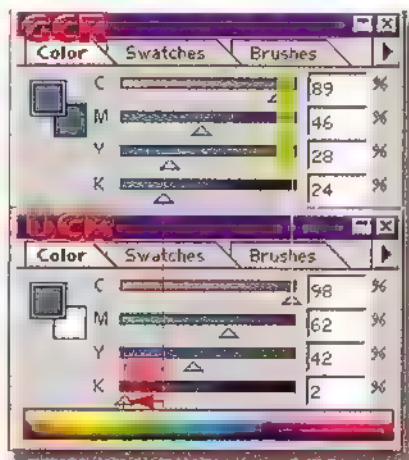 GCR
Color Swatches Brushes
C 89 %
M 46 %
Y 28 %
K 24 %
UCR
Color Swatches Brushes
C 98 %
M 62 %
Y 42 %
K 2 %